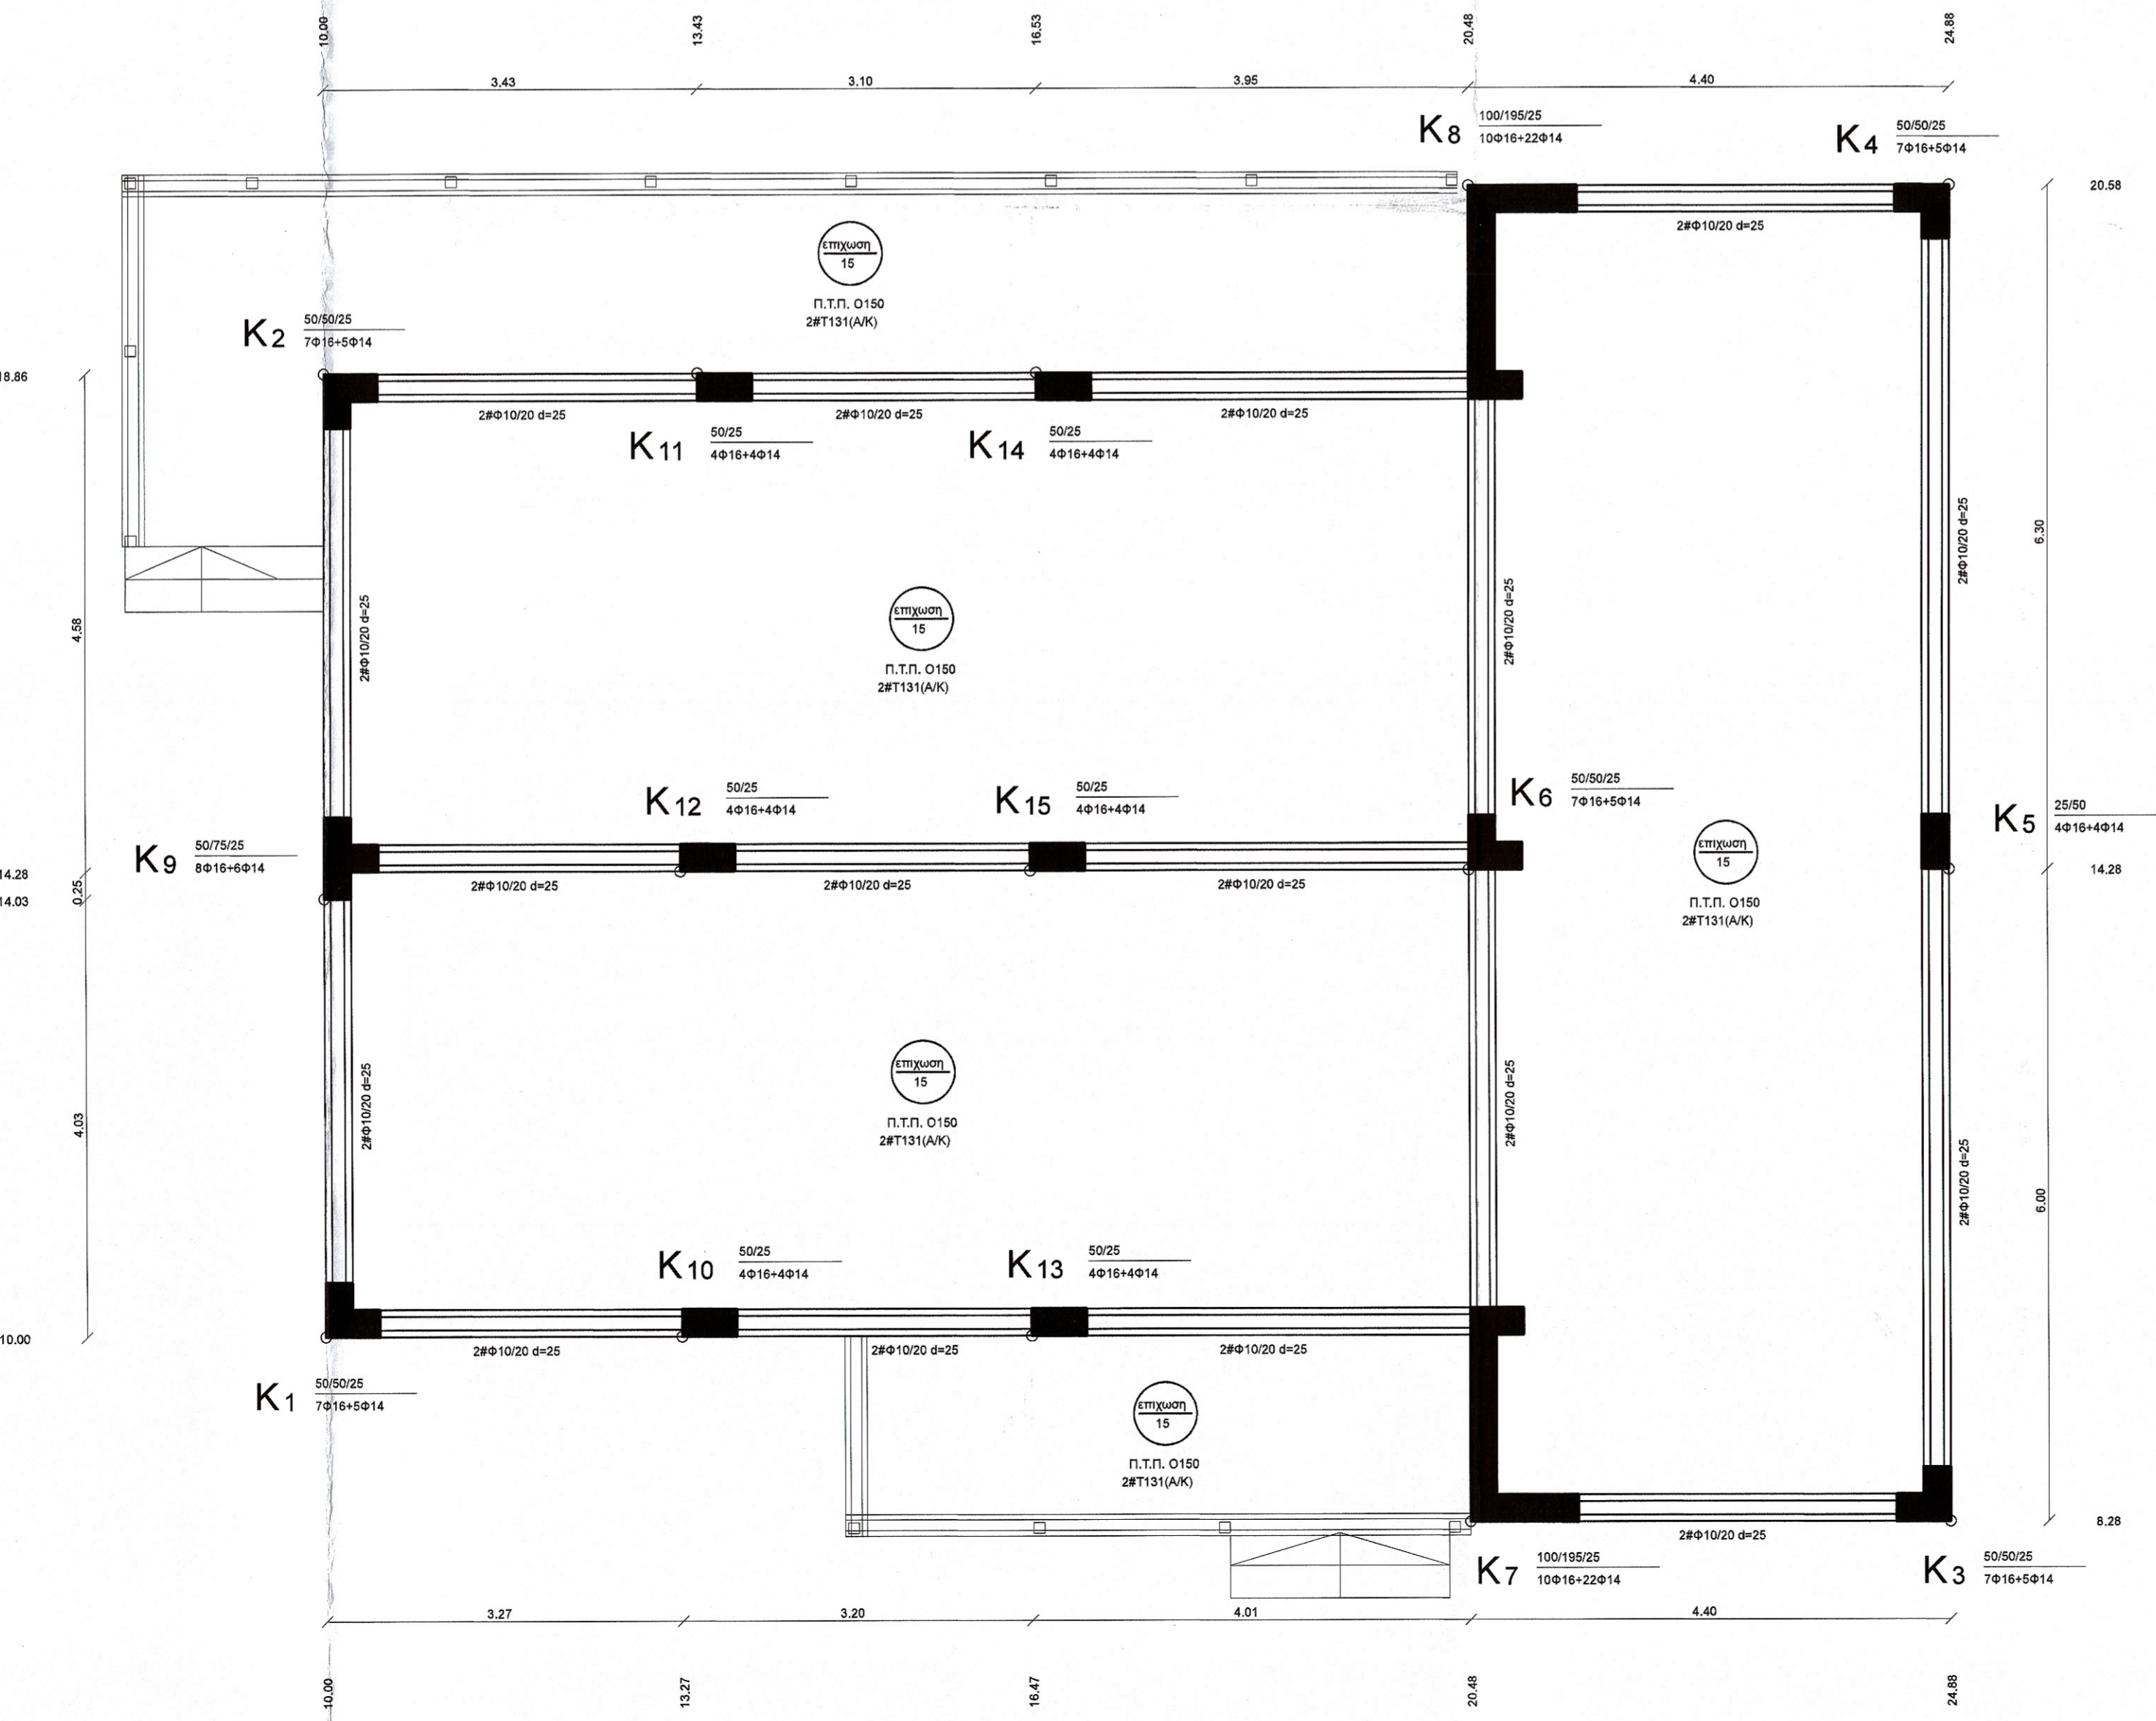 10.00
13.43
16.53
20.48
24.88
3.43
3.10
3.95
4.40
K8 100/195/25
10Φ16+22Φ14
K4 50/50/25
7Φ16+5Φ14
20.58
2#Φ10/20 d=25
επιχωση
15
Π.Τ.Π. Ο150
2#Τ131(Α/Κ)
K2 50/50/25
7Φ16+5Φ14
18.86
2#Φ10/20 d=25
2#Φ10/20 d=25
2#Φ10/20 d=25
K11 50/25
4Φ16+4Φ14
K14 50/25
4Φ16+4Φ14
2#Φ10/20 d=25
6.30
4.58
2#Φ10/20 d=25
2#Φ10/20 d=25
επιχωση
15
Π.Τ.Π. Ο150
2#Τ131(Α/Κ)
K12 50/25
4Φ16+4Φ14
K15 50/25
4Φ16+4Φ14
K6 50/50/25
7Φ16+5Φ14
K5 25/50
4Φ16+4Φ14
K9 50/75/25
8Φ16+6Φ14
επιχωση
15
Π.Τ.Π. Ο150
2#Τ131(Α/Κ)
14.28
14.28
0.25
14.03
2#Φ10/20 d=25
2#Φ10/20 d=25
2#Φ10/20 d=25
επιχωση
15
Π.Τ.Π. Ο150
2#Τ131(Α/Κ)
4.03
2#Φ10/20 d=25
2#Φ10/20 d=25
2#Φ10/20 d=25
6.00
K10 50/25
4Φ16+4Φ14
K13 50/25
4Φ16+4Φ14
10.00
2#Φ10/20 d=25
2#Φ10/20 d=25
2#Φ10/20 d=25
K1 50/50/25
7Φ16+5Φ14
επιχωση
15
Π.Τ.Π. Ο150
2#Τ131(Α/Κ)
8.28
2#Φ10/20 d=25
K7 100/195/25
10Φ16+22Φ14
K3 50/50/25
7Φ16+5Φ14
3.27
3.20
4.01
4.40
10.00
13.27
16.47
20.48
24.88